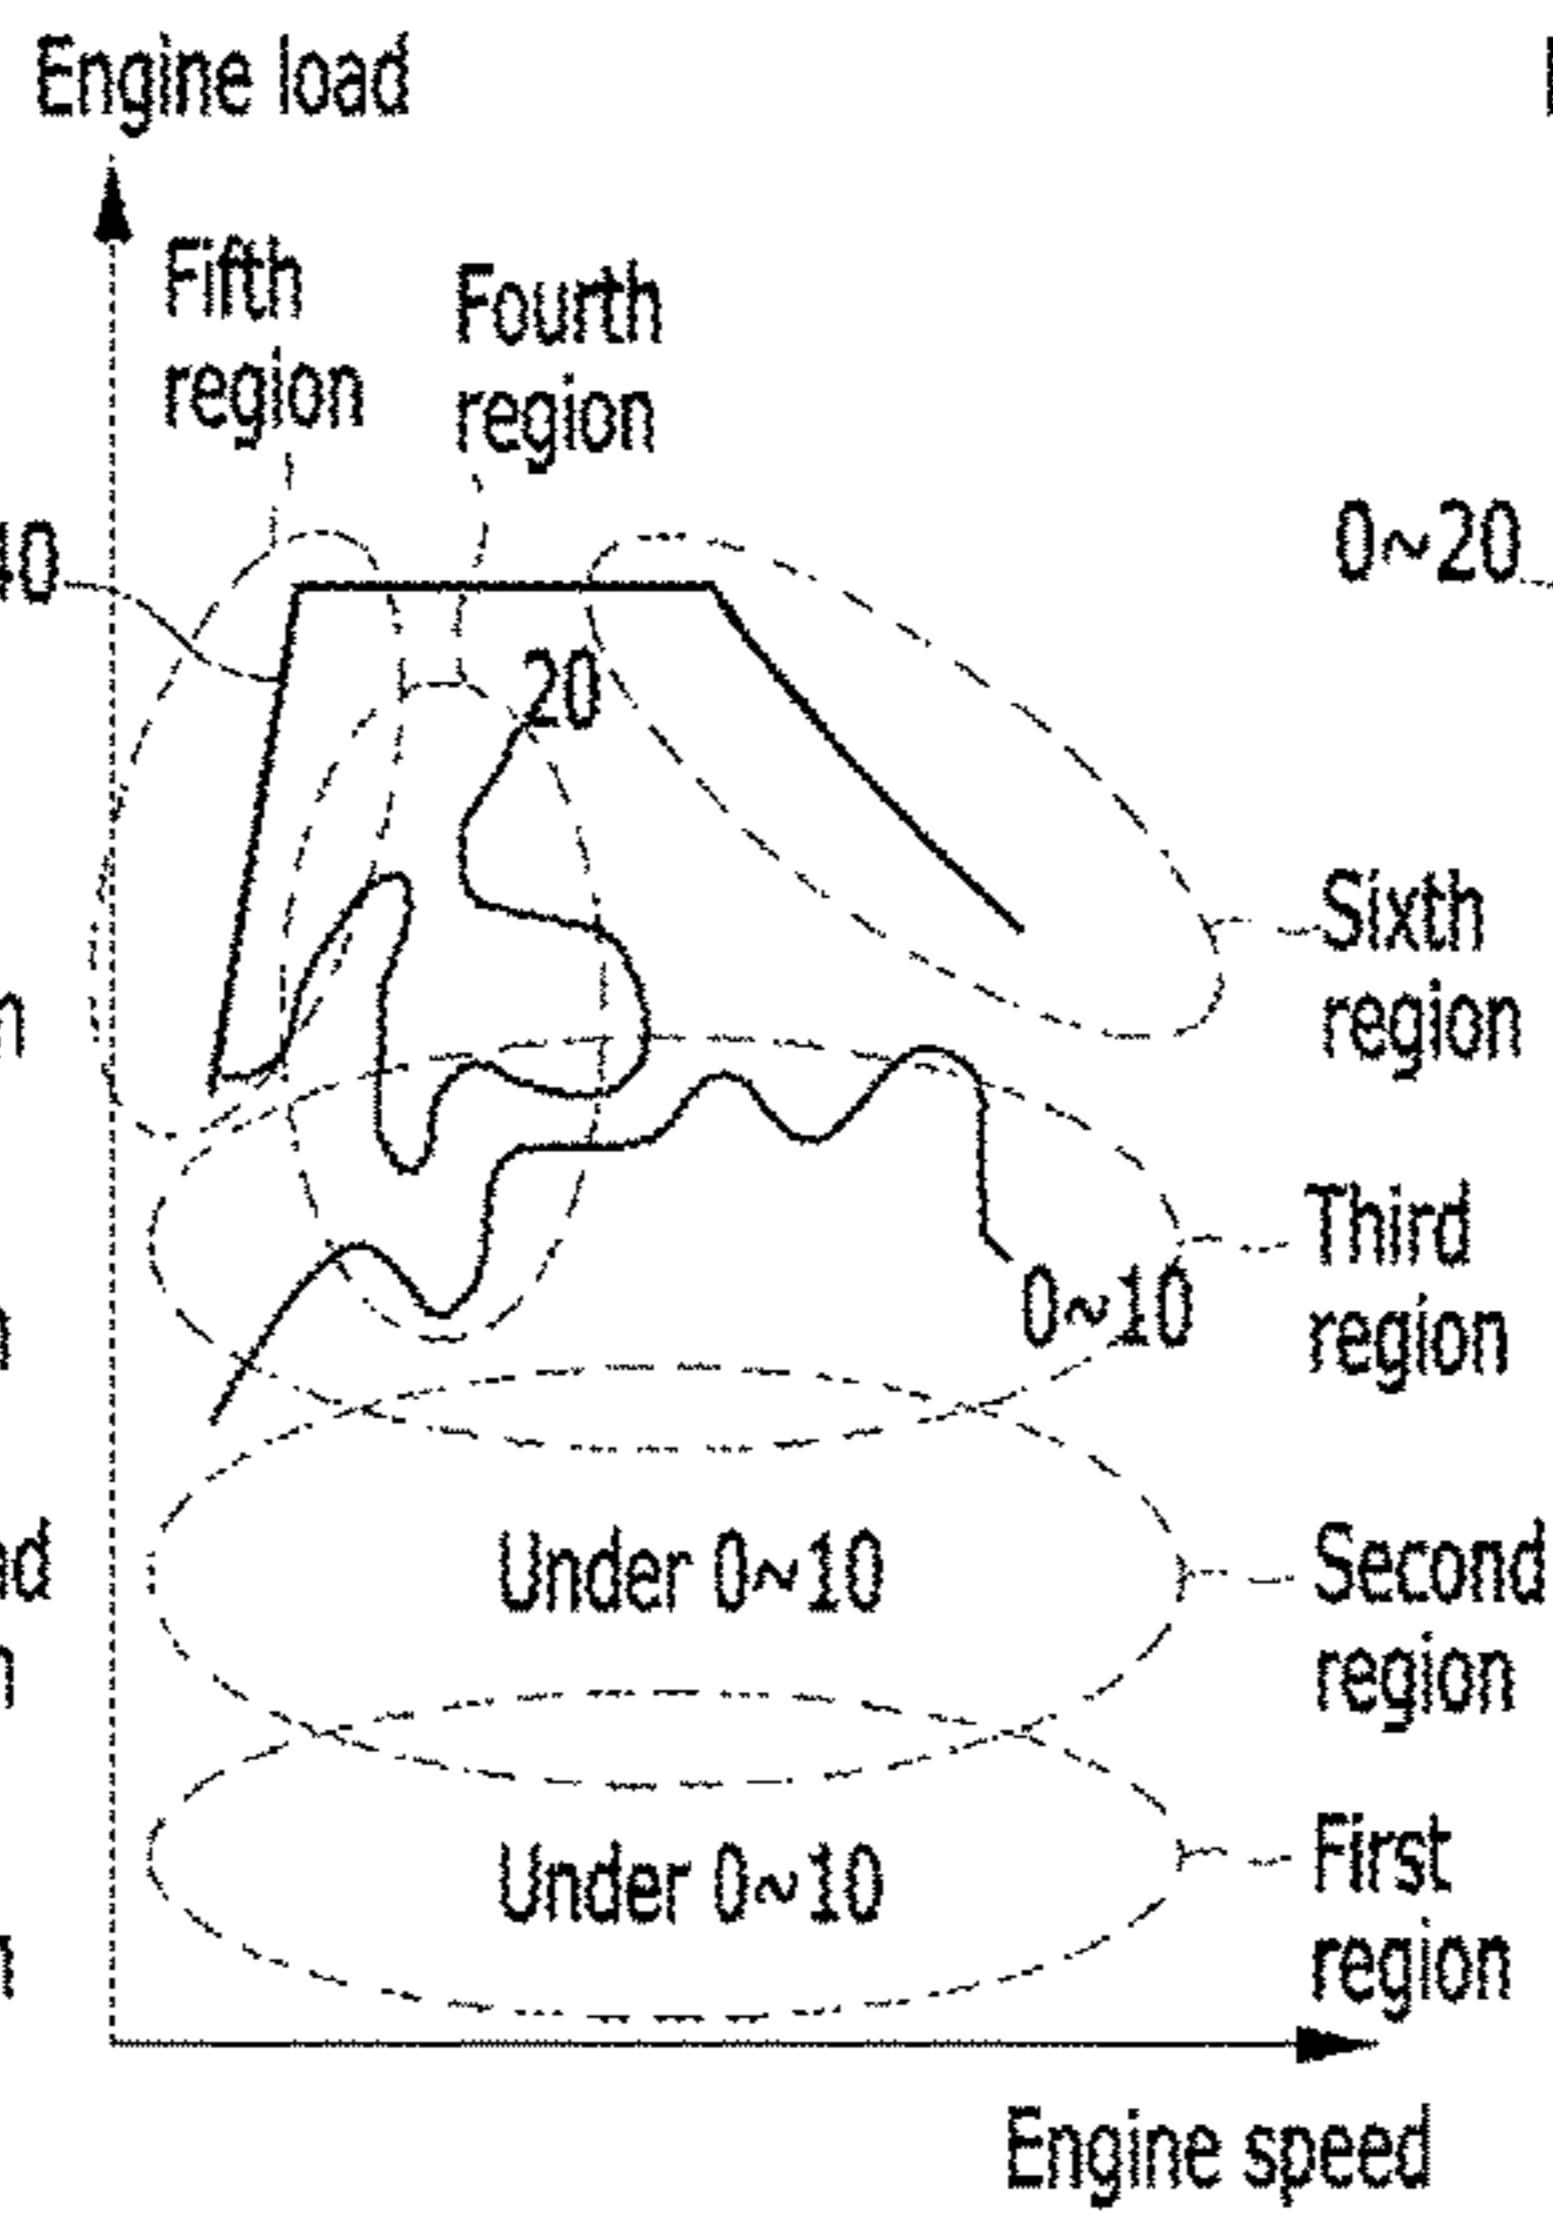 Engine load
Fifth
region
Fourth
region
40
0~20
20
Sixth
region
Third
region
0~10
Under 0~10
Second
region
Under 0~10
First
region
Engine speed